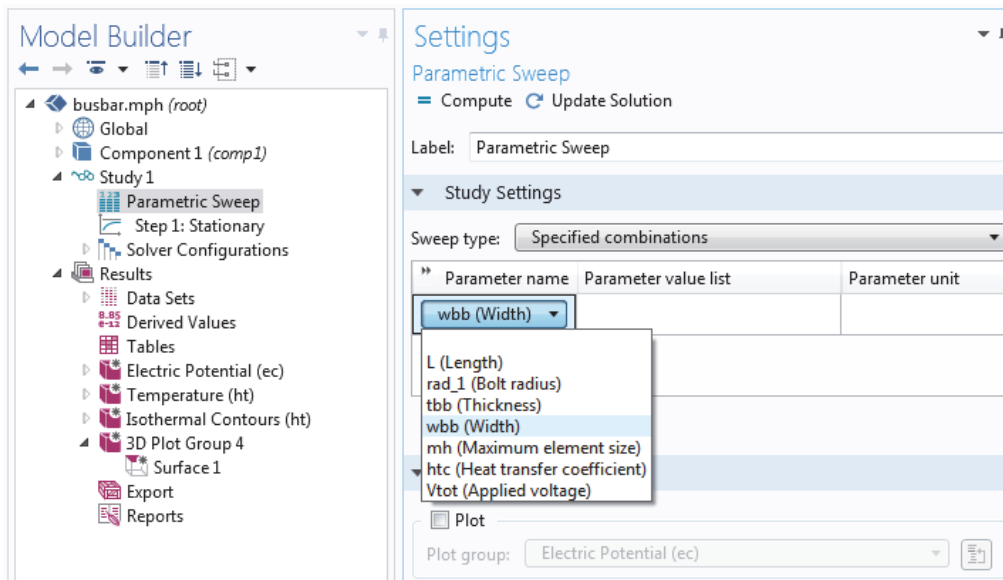 Model Builder
busbar.mph (root)
Global
Component 1 (comp1)
Study 1
Parametric Sweep
Step 1: Stationary
Solver Configurations
Results
Data Sets
8.85
e-12
Derived Values
Tables
Electric Potential (ec)
Temperature (ht)
Isothermal Contours (ht)
3D Plot Group 4
Surface 1
Export
Reports
Settings
Parametric Sweep
= Compute Update Solution
Label: Parametric Sweep
Study Settings
Sweep type: Specified combinations
Parameter name Parameter value list Parameter unit
wbb (Width)
L (Length)
rad_1 (Bolt radius)
tbb (Thickness)
wbb (Width)
mh (Maximum element size)
htc (Heat transfer coefficient)
Vtot (Applied voltage)
Plot
Plot group: Electric Potential (ec)